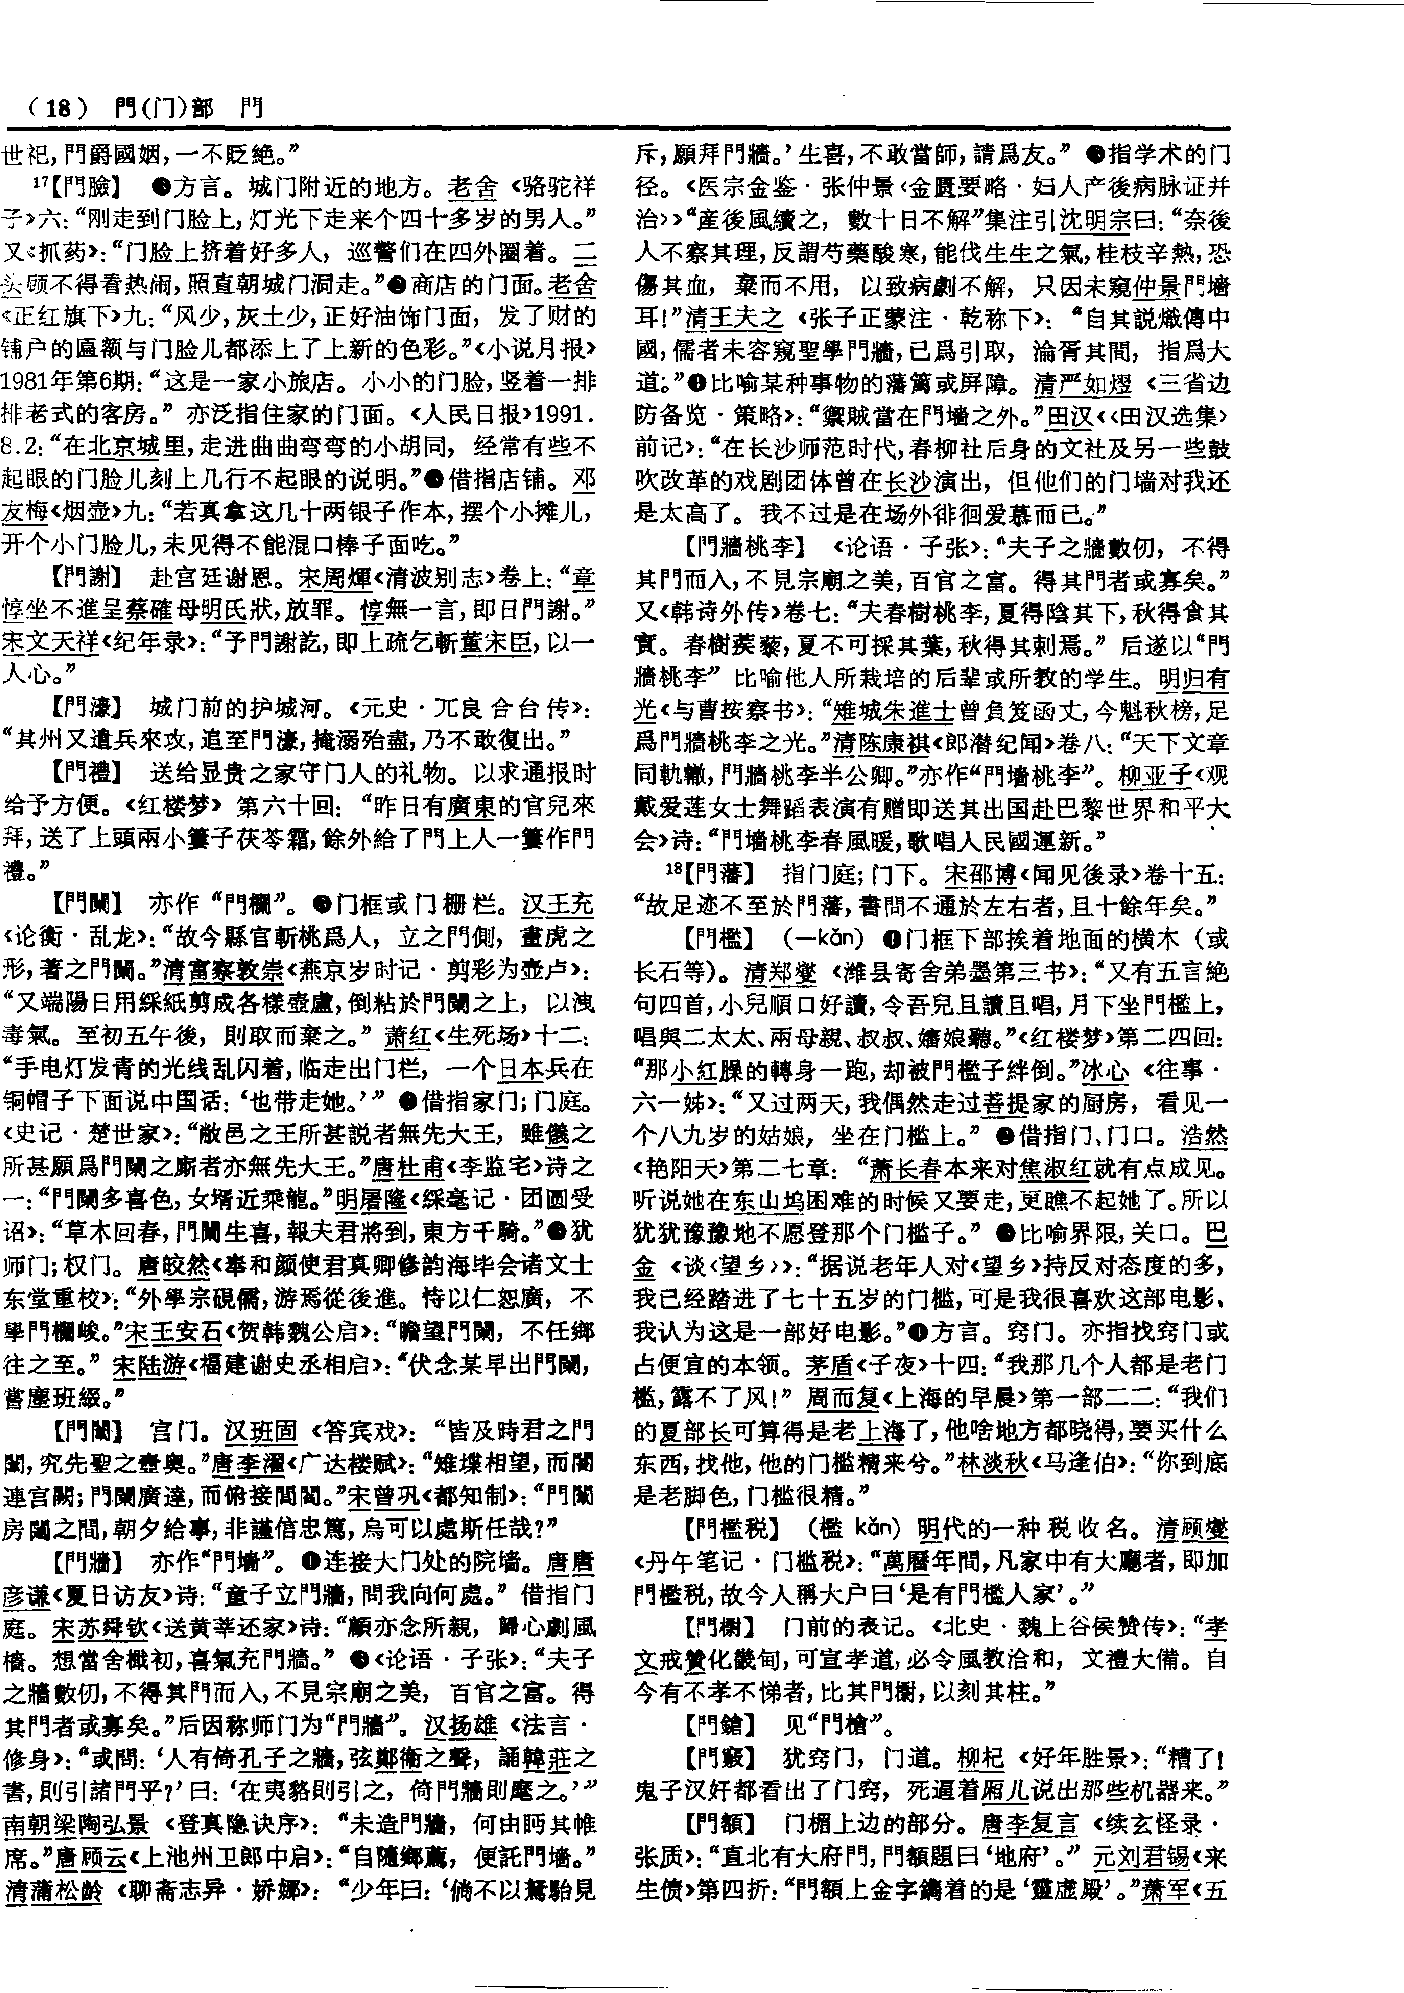 （18） 門(门)部 門
世祀，門爵國姻，一不貶絶。”
17【門臉】 ❶方言。城门附近的地方。老舍《骆驼祥
子》六：“刚走到门脸上，灯光下走来个四十多岁的男人。”
又《抓药》：“门脸上挤着好多人，巡警们在四外圈着。二
头顾不得看热闹，照直朝城门洞走。”❷商店的门面。老舍
《正红旗下》九：“风少，灰土少，正好油饰门面，发了财的
铺户的匾额与门脸儿都添上了上新的色彩。”《小说月报》
1981年第6期：“这是一家小旅店。小小的门脸，竖着一排
排老式的客房。”亦泛指住家的门面。《人民日报》1991.
8.2：“在北京城里，走进曲曲弯弯的小胡同，经常有些不
起眼的门脸儿刻上几行不起眼的说明。”❸借指店铺。邓
友梅《烟壶》九：“若真拿这几十两银子作本，摆个小摊儿，
开个小门脸儿，未见得不能混口棒子面吃。”
【門謝】 赴宫廷谢恩。宋周煇《清波别志》卷上：“章
惇坐不進呈蔡確母明氏狀，放罪。惇無一言，即日門謝。”
宋文天祥《纪年录》：“予門謝訖，即上疏乞斬董宋臣，以一
人心。”
【門濠】 城门前的护城河。《元史·兀良合台传》：
“其州又遣兵來攻，追至門濠，掩溺殆盡，乃不敢復出。”
【門禮】 送给显贵之家守门人的礼物。以求通报时
给予方便。《红楼梦》第六十回：“昨日有廣東的官兒來
拜，送了上頭兩小簍子茯苓霜，餘外給了門上人一簍作門
禮。”
【門闌】 亦作“門欄”。❶门框或门栅栏。汉王充
《论衡·乱龙》：“故今縣官斬桃爲人，立之門側，畫虎之
形，著之門闌。”清富察敦崇《燕京岁时记·剪彩为壶卢》：
“又端陽日用綵紙剪成各樣壺盧，倒粘於門闌之上，以洩
毒氣。至初五午後，則取而棄之。”萧红《生死场》十二：
“手电灯发青的光线乱闪着，临走出门栏，一个日本兵在
铜帽子下面说中国话：‘也带走她。’”❷借指家门；门庭。
《史记·楚世家》：“敝邑之王所甚説者無先大王，雖儀之
所甚願爲門闌之廝者亦無先大王。”唐杜甫《李监宅》诗之
一：“門闌多喜色，女壻近乘龍。”明屠隆《綵毫记·团圆受
诏》：“草木回春，門闌生喜，報夫君將到，東方千騎。”❸犹
师门；权门。唐皎然《奉和颜使君真卿修韵海毕会诸文士
东堂重校》：“外學宗碩儒，游焉從後進。恃以仁恕廣，不
學門欄峻。”宋王安石《贺韩魏公启》：“瞻望門闌，不任鄉
往之至。”宋陆游《福建谢史丞相启》：“伏念某早出門闌，
嘗塵班綴。”
【門闈】 宫门。汉班固《答宾戏》：“皆及時君之門
闈，究先聖之壼奥。”唐李濯《广达楼赋》：“雉堞相望，而闈
連宫闕；門闌廣達，而俯接閭閻。”宋曾巩《都知制》：“門闈
房闥之間，朝夕給事，非謹信忠篤，烏可以處斯任哉？”
【門牆】 亦作“門墻”。❶连接大门处的院墙。唐唐
彦谦《夏日访友》诗：“童子立門牆，問我向何處。”借指门
庭。宋苏舜钦《送黄莘还家》诗：“顧亦念所親，歸心劇風
檣。想當舍檝初，喜氣充門牆。”❷《论语·子张》：“夫子
之牆數仞，不得其門而入，不見宗廟之美，百官之富。得
其門者或寡矣。”后因称师门为“門牆”。汉扬雄《法言·
修身》：“或問：‘人有倚孔子之牆，弦鄭衛之聲，誦韓莊之
書，則引諸門乎？’曰：‘在夷貉則引之，倚門牆則麾之。’”
南朝梁陶弘景《登真隐诀序》：“未造門牆，何由眄其帷
席。”唐顾云《上池州卫郎中启》：“自隨鄉薦，便託門墙。”
清蒲松龄《聊斋志异·娇娜》：“少年曰：‘倘不以駑駘見
斥，願拜門牆。’生喜，不敢當師，請爲友。”❸指学术的门
径。《医宗金鉴·张仲景〈金匮要略·妇人产後病脉证并
治〉》“産後風續之，數十日不解”集注引沈明宗曰：“奈後
人不察其理，反謂芍藥酸寒，能伐生生之氣，桂枝辛熱，恐
傷其血，棄而不用，以致病劇不解，只因未窺仲景門墙
耳！”清王夫之《张子正蒙注·乾称下》：“自其説熾傳中
國，儒者未容窺聖學門牆，已爲引取，淪胥其間，指爲大
道。”❹比喻某种事物的藩篱或屏障。清严如熤《三省边
防备览·策略》：“禦賊當在門墙之外。”田汉《〈田汉选集〉
前记》：“在长沙师范时代，春柳社后身的文社及另一些鼓
吹改革的戏剧团体曾在长沙演出，但他们的门墙对我还
是太高了。我不过是在场外徘徊爱慕而已。”
【門牆桃李】 《论语·子张》：“夫子之牆數仞，不得
其門而入，不見宗廟之美，百官之富。得其門者或寡矣。”
又《韩诗外传》卷七：“夫春樹桃李，夏得陰其下，秋得食其
實。春樹蒺藜，夏不可採其葉，秋得其刺焉。”后遂以“門
牆桃李”比喻他人所栽培的后辈或所教的学生。明归有
光《与曹按察书》：“雉城朱進士曾負笈函丈，今魁秋榜，足
爲門牆桃李之光。”清陈康祺《郎潜纪闻》卷八：“天下文章
同軌轍，門牆桃李半公卿。”亦作“門墙桃李”。柳亚子《观
戴爱莲女士舞蹈表演有赠即送其出国赴巴黎世界和平大
会》诗：“門墙桃李春風暖，歌唱人民國運新。”
18【門藩】 指门庭；门下。宋邵博《闻见後录》卷十五：
“故足迹不至於門藩，書問不通於左右者，且十餘年矣。”
【門檻】（—kǎn）❶门框下部挨着地面的横木（或
长石等）。清郑燮《潍县寄舍弟墨第三书》：“又有五言絶
句四首，小兒順口好讀，令吾兒且讀且唱，月下坐門檻上，
唱與二太太、兩母親、叔叔、嬸娘聽。”《红楼梦》第二四回：
“那小紅臊的轉身一跑，却被門檻子絆倒。”冰心《往事·
六一姊》：“又过两天，我偶然走过菩提家的厨房，看见一
个八九岁的姑娘，坐在门槛上。”❷借指门、门口。浩然
《艳阳天》第二七章：“萧长春本来对焦淑红就有点成见。
听说她在东山坞困难的时候又要走，更瞧不起她了。所以
犹犹豫豫地不愿登那个门槛子。”❸比喻界限，关口。巴
金《谈〈望乡〉》：“据说老年人对《望乡》持反对态度的多，
我已经踏进了七十五岁的门槛，可是我很喜欢这部电影，
我认为这是一部好电影。”❹方言。窍门。亦指找窍门或
占便宜的本领。茅盾《子夜》十四：“我那几个人都是老门
槛，露不了风！”周而复《上海的早晨》第一部二二：“我们
的夏部长可算得是老上海了，他啥地方都晓得，要买什么
东西，找他，他的门槛精来兮。”林淡秋《马逢伯》：“你到底
是老脚色，门槛很精。”
【門檻税】（檻 kǎn）明代的一种税收名。清顾燮
《丹午笔记·门槛税》：“萬曆年間，凡家中有大廳者，即加
門檻税，故今人稱大户曰‘是有門檻人家’。”
【門榭】 门前的表记。《北史·魏上谷侯赞传》：“孝
文戒贊化畿甸，可宣孝道，必令風教洽和，文禮大備。自
今有不孝不悌者，比其門榭，以刻其柱。”
【門鎗】 见“門槍”。
【門竅】 犹窍门，门道。柳杞《好年胜景》：“糟了！
鬼子汉奸都看出了门窍，死逼着厢儿说出那些机器来。”
【門額】 门楣上边的部分。唐李复言《续玄怪录·
张质》：“直北有大府門，門額題曰‘地府’。”元刘君锡《来
生债》第四折：“門額上金字鐫着的是‘靈虚殿’。”萧军《五